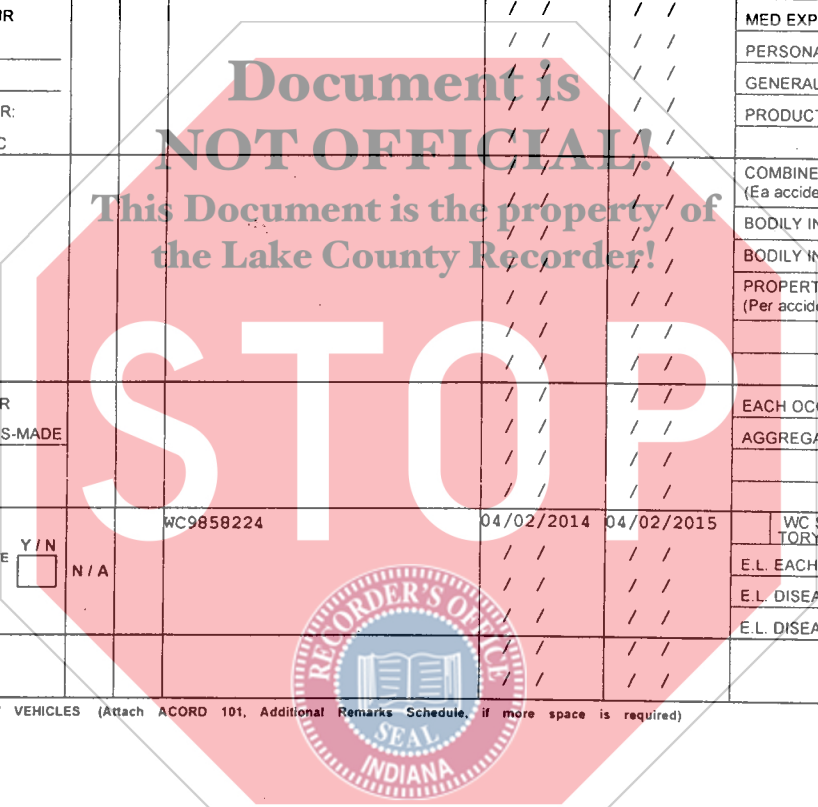 IR
MED EXP
Document is
PERSONA
GENERAL
R:
PRODUCT
C
NOT OFFICIAL!
COMBINE
(Ea accide
This Document is the property of
BODILY IN
the Lake County Recorder!
BODILY IN
PROPERT
(Per accide
STOP
R
EACH OCC
S-MADE
AGGREGA
WC9858224 04/02/2014 04/02/2015 WC S
TORY
Y / N
E N / A
E.L. EACH
E.L. DISEA
E.L. DISEA
RECORDER'S OFFICE
SEAL
INDIANA
VEHICLES (Attach ACORD 101, Additional Remarks Schedule, if more space is required)